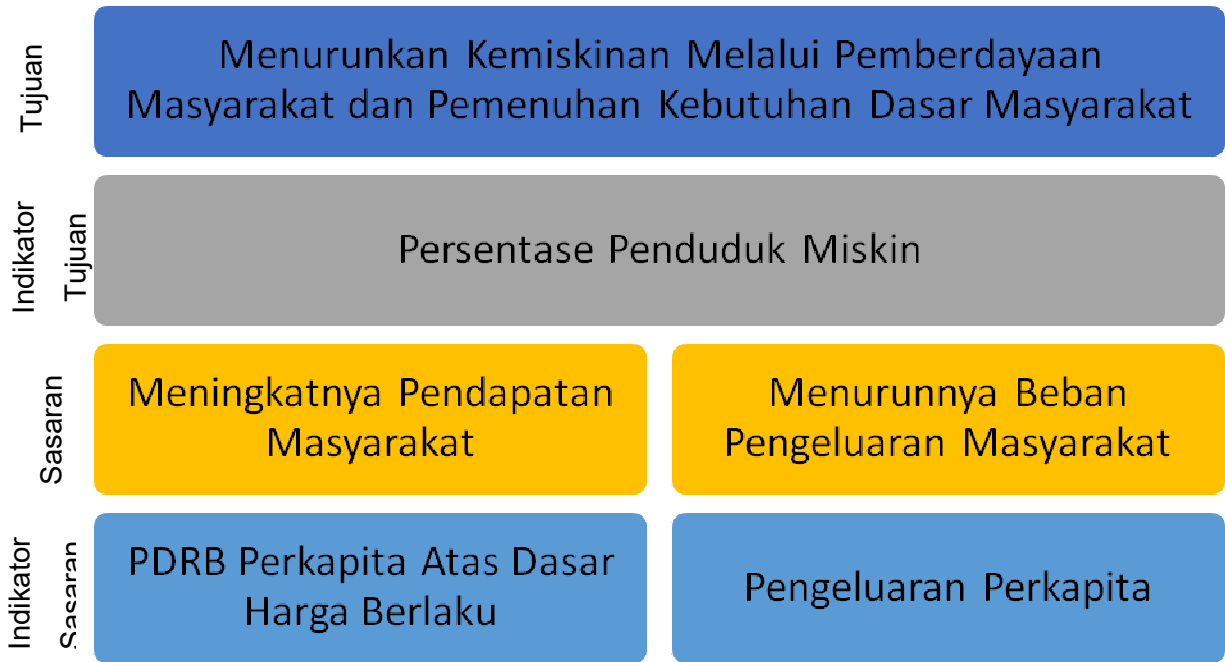 Tujuan
Menurunkan Kemiskinan Melalui Pemberdayaan
Masyarakat dan Pemenuhan Kebutuhan Dasar Masyarakat
Indikator
Tujuan
Persentase Penduduk Miskin
Sasaran
Meningkatnya Pendapatan
Masyarakat
Menurunnya Beban
Pengeluaran Masyarakat
Indikator
Sasaran
PDRB Perkapita Atas Dasar
Harga Berlaku
Pengeluaran Perkapita